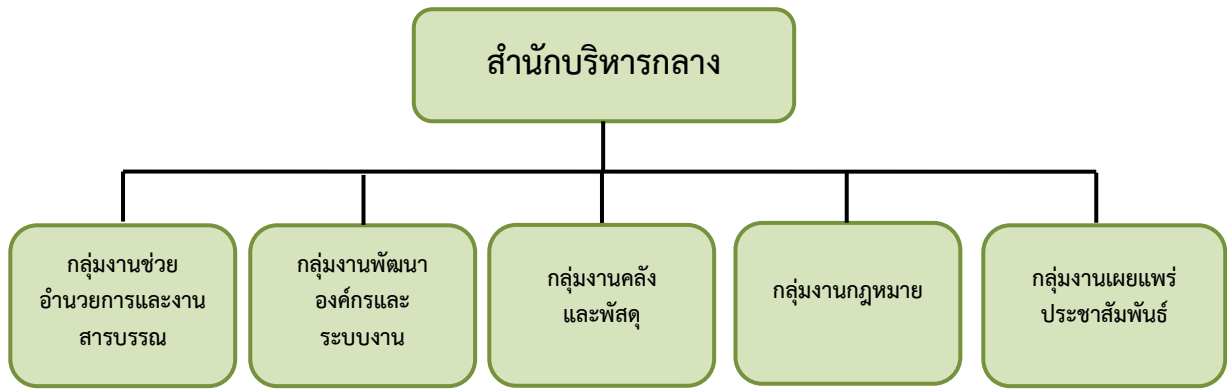 สำนักบริหารกลาง
กลุ่มงานช่วย
อำนวยการและงาน
สารบรรณ
กลุ่มงานพัฒนา
องค์กรและ
ระบบงาน
กลุ่มงานคลัง
และพัสดุ
กลุ่มงานกฎหมาย
กลุ่มงานเผยแพร่
ประชาสัมพันธ์